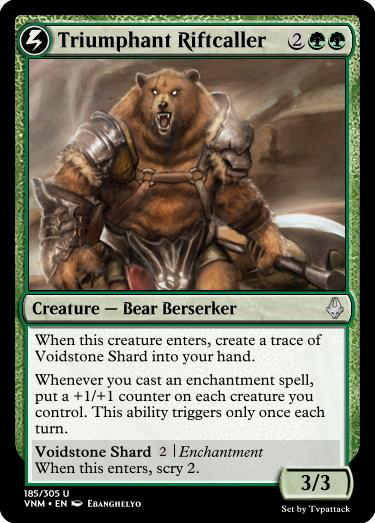 Triumphant Riftcaller 2
Creature — Bear Berserker
When this creature enters, create a trace of
Voidstone Shard into your hand.
Whenever you cast an enchantment spell,
put a +1/+1 counter on each creature you
control. This ability triggers only once each
turn.
Voidstone Shard 2 | Enchantment
When this enters, scry 2.
3/3
185/305 U
VNM • EN Ebanghelyo
Set by Tvpattack